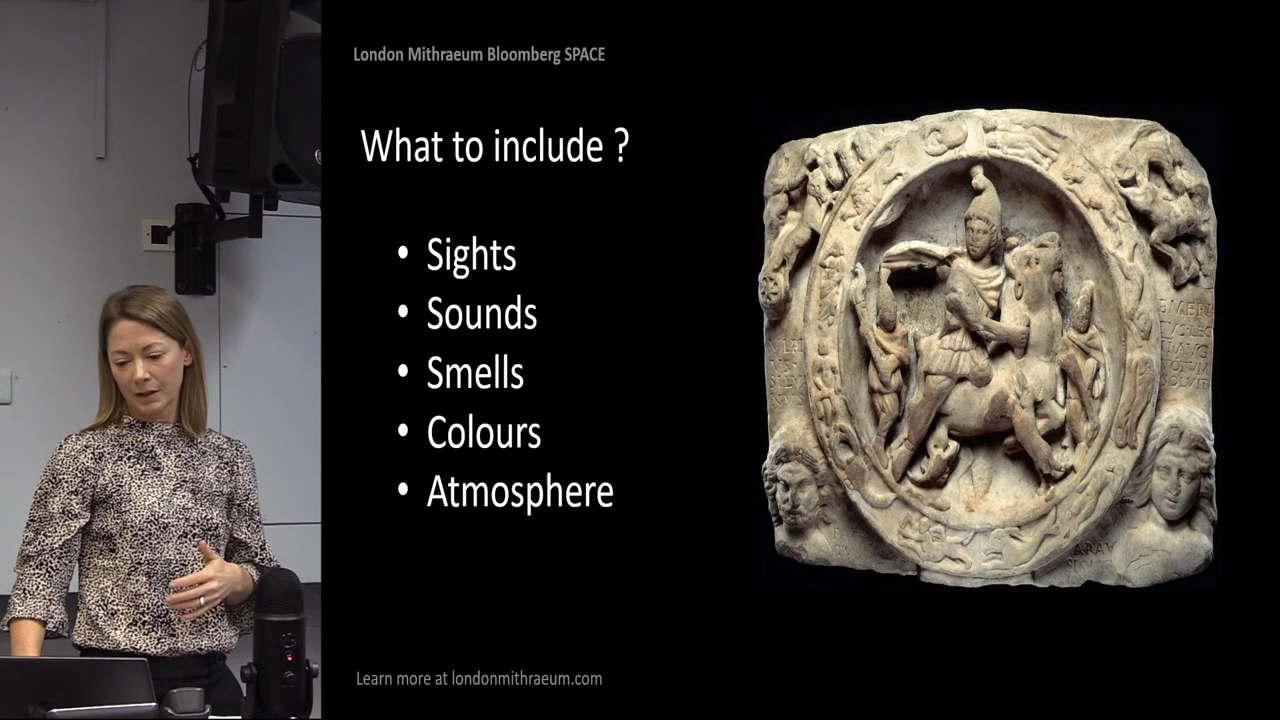 London Mithraeum Bloomberg SPACE
What to include ?
• Sights
• Sounds
• Smells
• Colours
• Atmosphere
Learn more at londonmithraeum.com